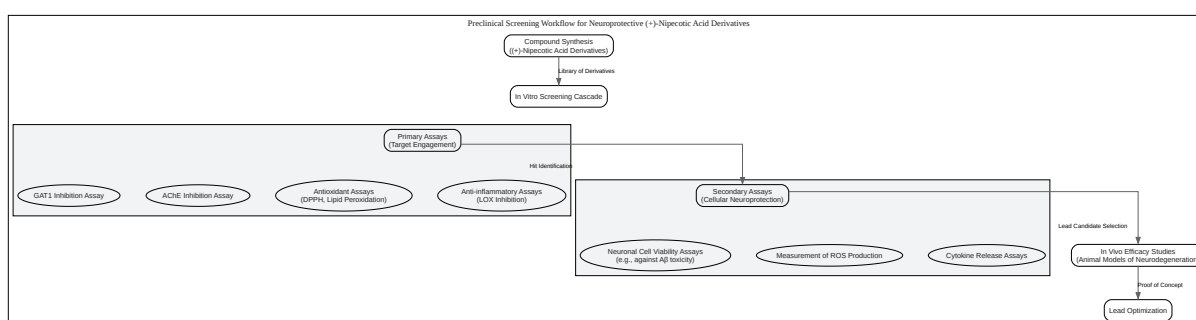 Preclinical Screening Workflow for Neuroprotective (+)-Nipecotic Acid Derivatives
Compound Synthesis
((+)-Nipecotic Acid Derivatives)
Library of Derivatives
In Vitro Screening Cascade
Primary Assays
(Target Engagement)
Hit Identification
GAT1 Inhibition Assay
AChE Inhibition Assay
Antioxidant Assays
(DPPH, Lipid Peroxidation)
Anti-inflammatory Assays
(LOX Inhibition)
Secondary Assays
(Cellular Neuroprotection)
Lead Candidate Selection
Neuronal Cell Viability Assays
(e.g., against Aβ toxicity)
Measurement of ROS Production
Cytokine Release Assays
In Vivo Efficacy Studies
(Animal Models of Neurodegeneration
Proof of Concept
Lead Optimization